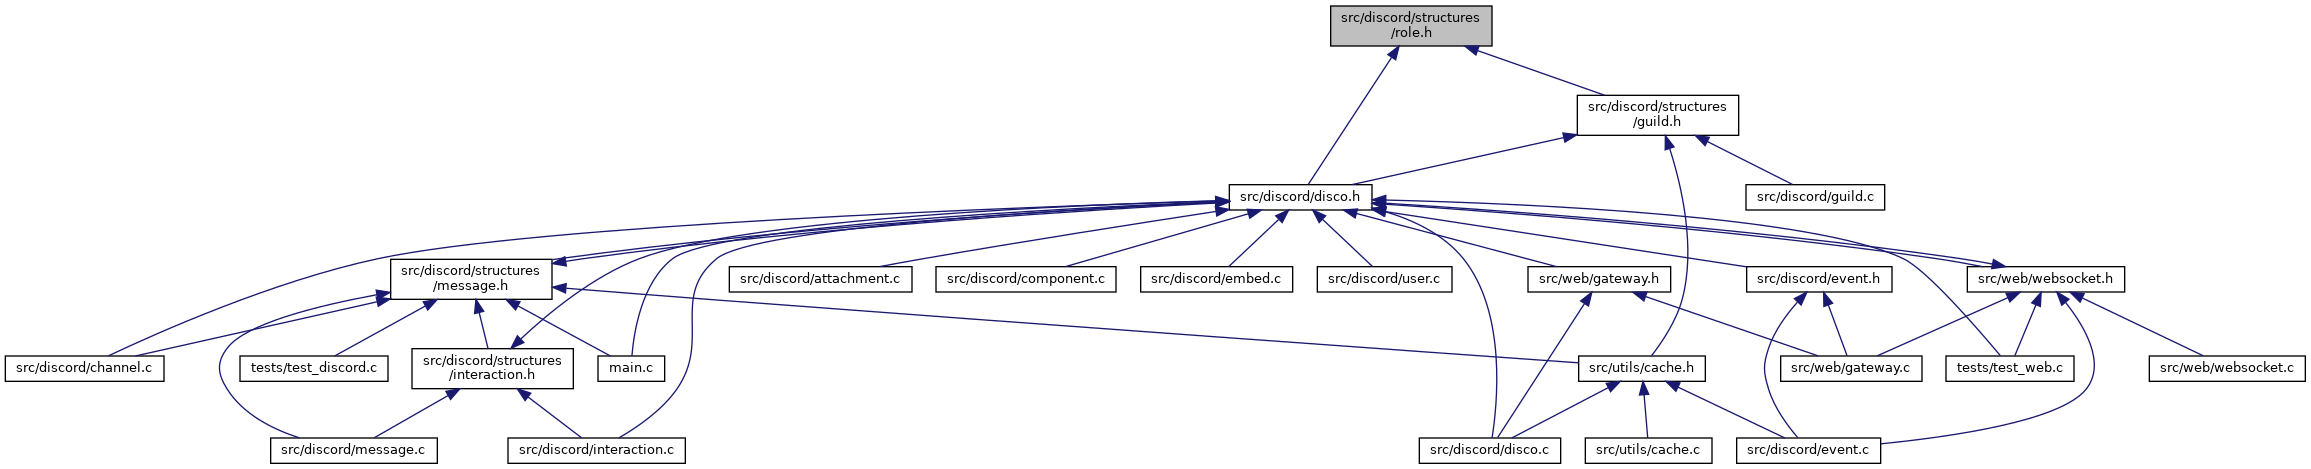 src/discord/structures
/role.h
src/discord/structures
/guild.h
src/discord/disco.h
src/discord/guild.c
src/discord/structures
/message.h
src/discord/attachment.c
src/discord/component.c
src/discord/embed.c
src/discord/user.c
src/web/gateway.h
src/discord/event.h
src/web/websocket.h
src/discord/channel.c
tests/test_discord.c
src/discord/structures
/interaction.h
main.c
src/utils/cache.h
src/web/gateway.c
tests/test_web.c
src/web/websocket.c
src/discord/message.c
src/discord/interaction.c
src/discord/disco.c
src/utils/cache.c
src/discord/event.c